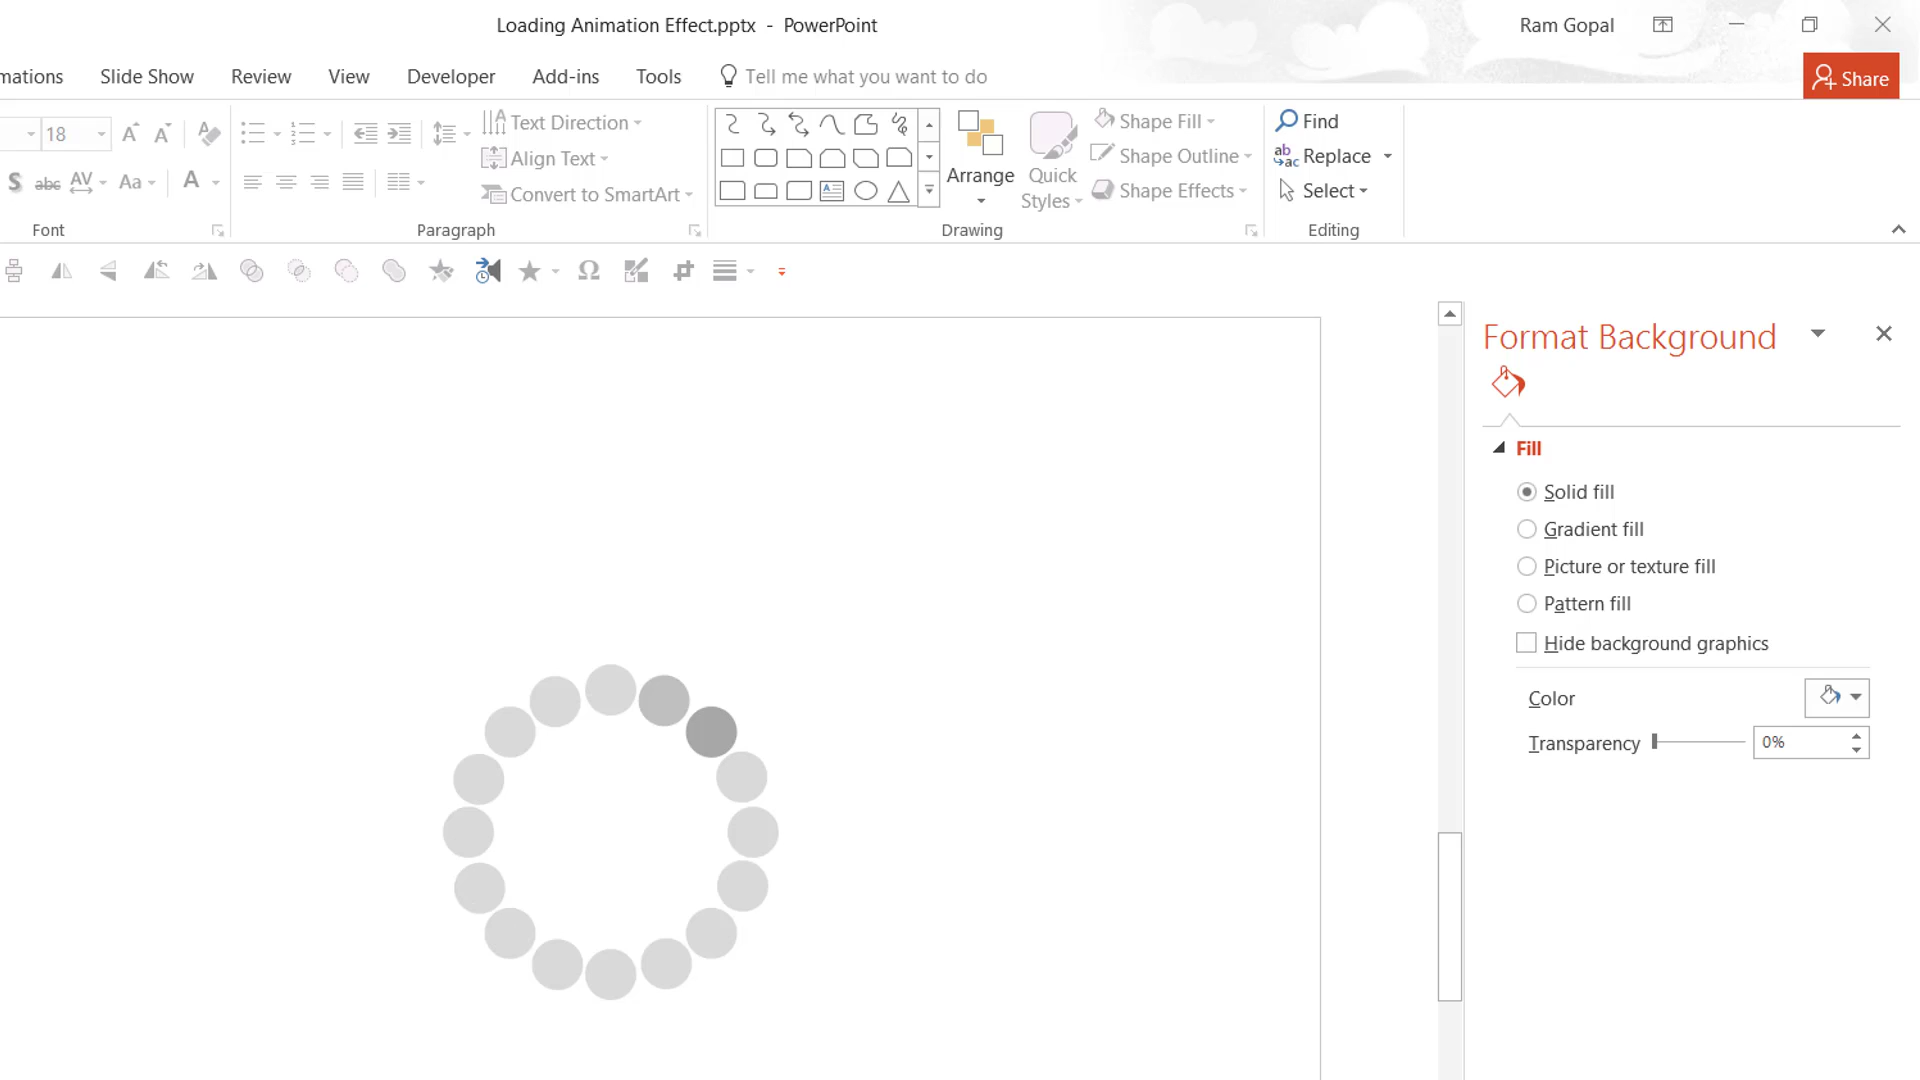 Loading Animation Effect.pptx - PowerPoint
Ram Gopal
mations Slide Show Review View Developer Add-ins Tools Tell me what you want to do
Share
18
Text Direction
Align Text
Convert to SmartArt
S abc AV Aa A
Arrange
Quick Styles
Shape Fill
Shape Outline
Shape Effects
Find
Replace
Select
Font Paragraph Drawing Editing
Format Background
Fill
Solid fill
Gradient fill
Picture or texture fill
Pattern fill
Hide background graphics
Color
Transparency 0%